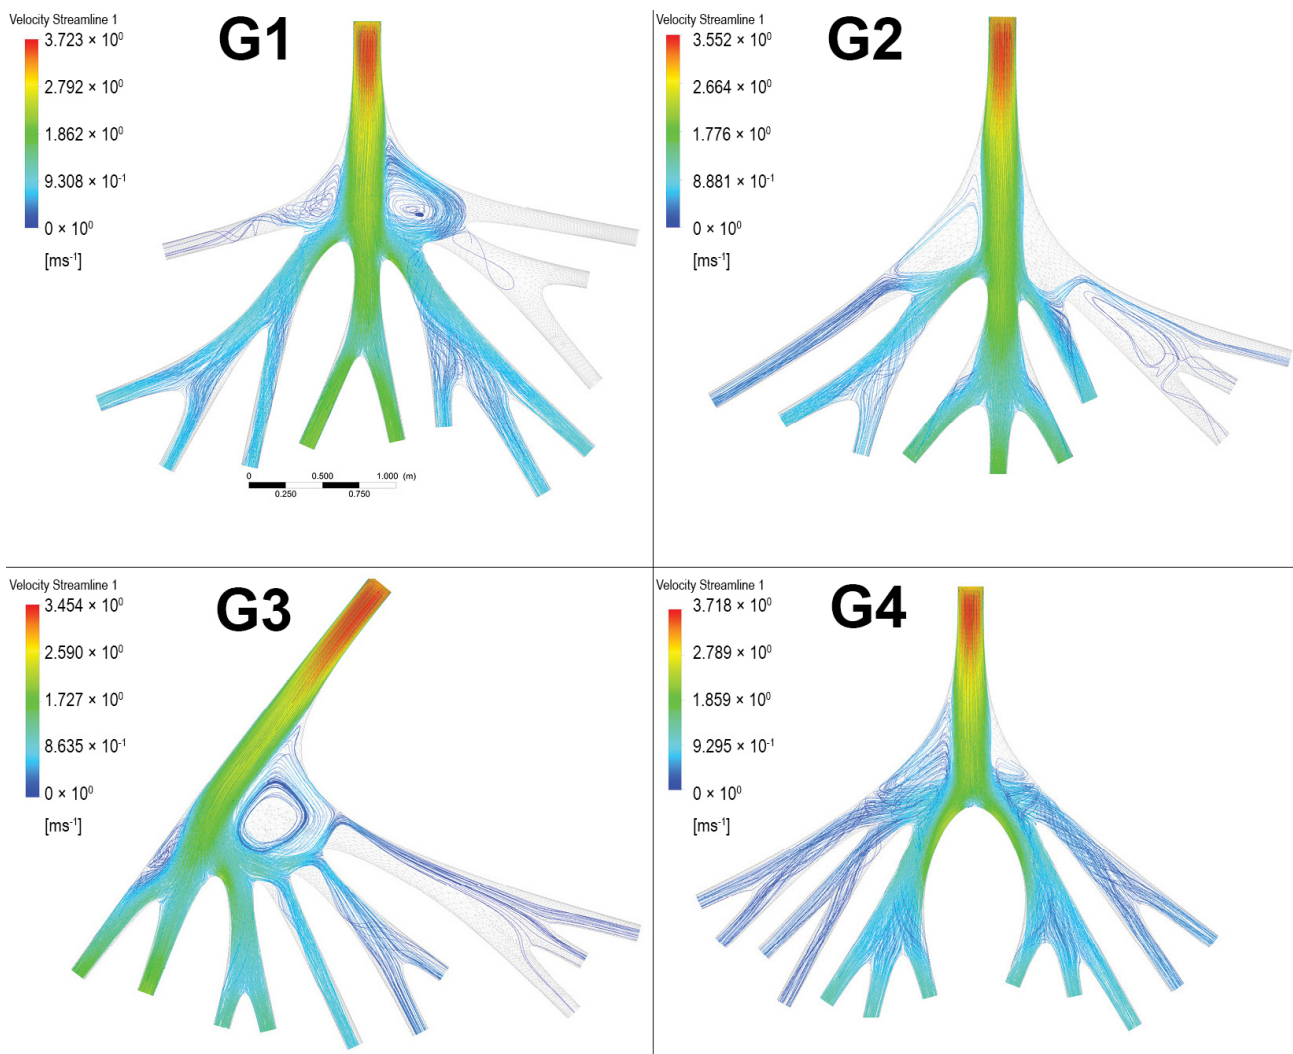 Velocity Streamline 1
G1
3.723 × 10⁰
2.792 × 10⁰
1.862 × 10⁰
9.308 × 10⁻¹
0 × 10⁰
[ms⁻¹]
0 0.500 1.000 (m)
0.250 0.750
Velocity Streamline 1
G2
3.552 × 10⁰
2.664 × 10⁰
1.776 × 10⁰
8.881 × 10⁻¹
0 × 10⁰
[ms⁻¹]
Velocity Streamline 1
G3
3.454 × 10⁰
2.590 × 10⁰
1.727 × 10⁰
8.635 × 10⁻¹
0 × 10⁰
[ms⁻¹]
Velocity Streamline 1
G4
3.718 × 10⁰
2.789 × 10⁰
1.859 × 10⁰
9.295 × 10⁻¹
0 × 10⁰
[ms⁻¹]